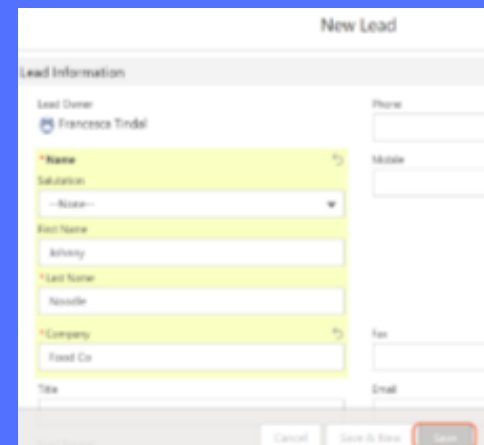 New Lead
Lead Information
Lead Owner
Phone
Francesca Tindal
*Name
Mobile
Salutation
--None--
First Name
Johnny
*Last Name
Noodle
*Company
Fax
Food Co
Title
Email
Cancel
Save & New
Save